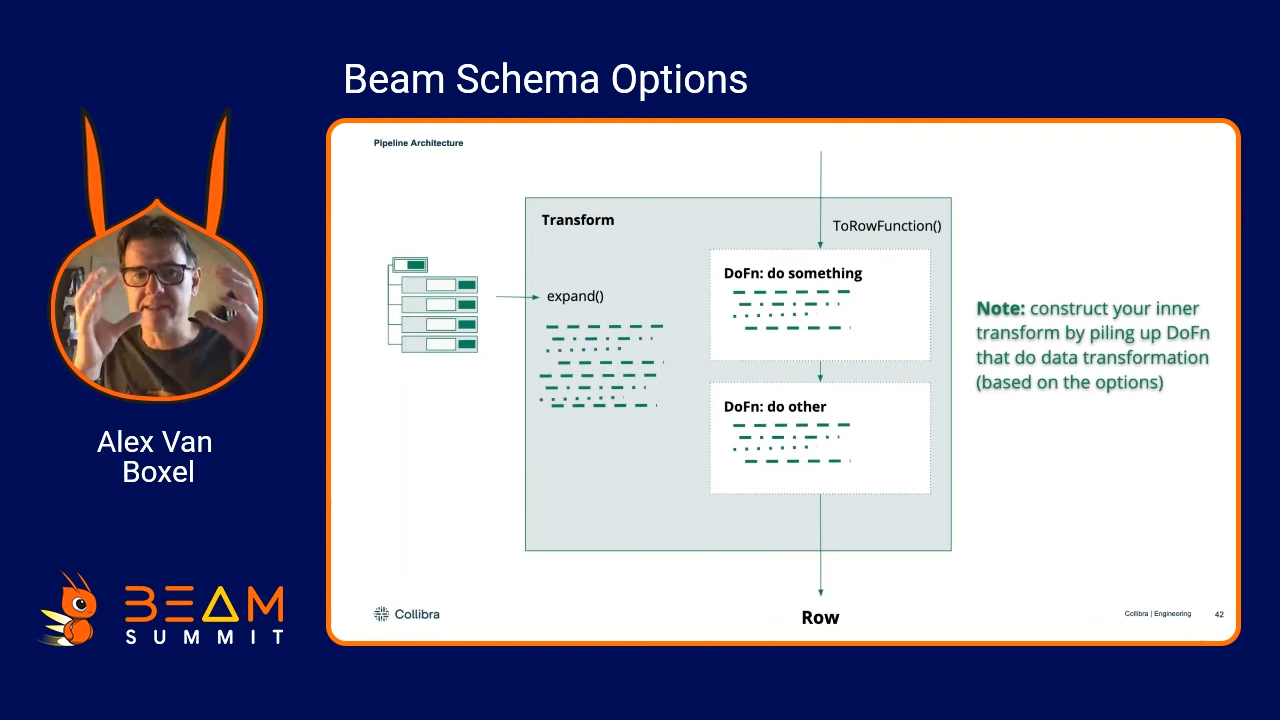 Beam Schema Options
Pipeline Architecture
Transform
ToRowFunction()
DoFn: do something
expand()
Note: construct your inner
transform by piling up DoFn
that do data transformation
(based on the options)
DoFn: do other
Alex Van
Boxel
BEAM
SUMMIT
Collibra
Row
Collibra | Engineering
42